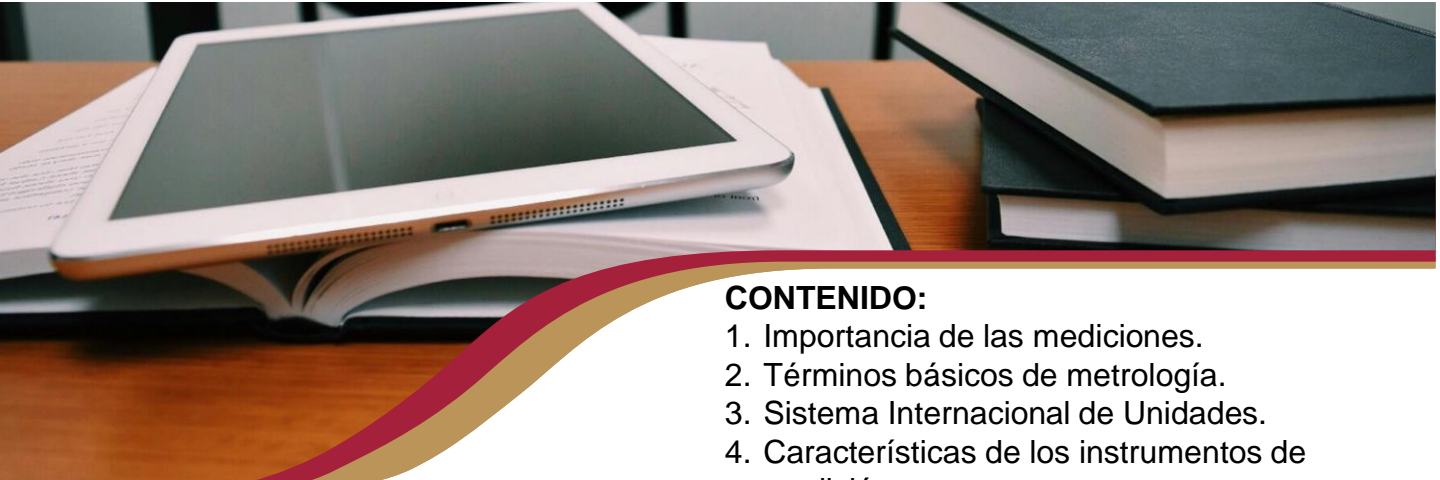 CONTENIDO:
1. Importancia de las mediciones.
2. Términos básicos de metrología.
3. Sistema Internacional de Unidades.
4. Características de los instrumentos de